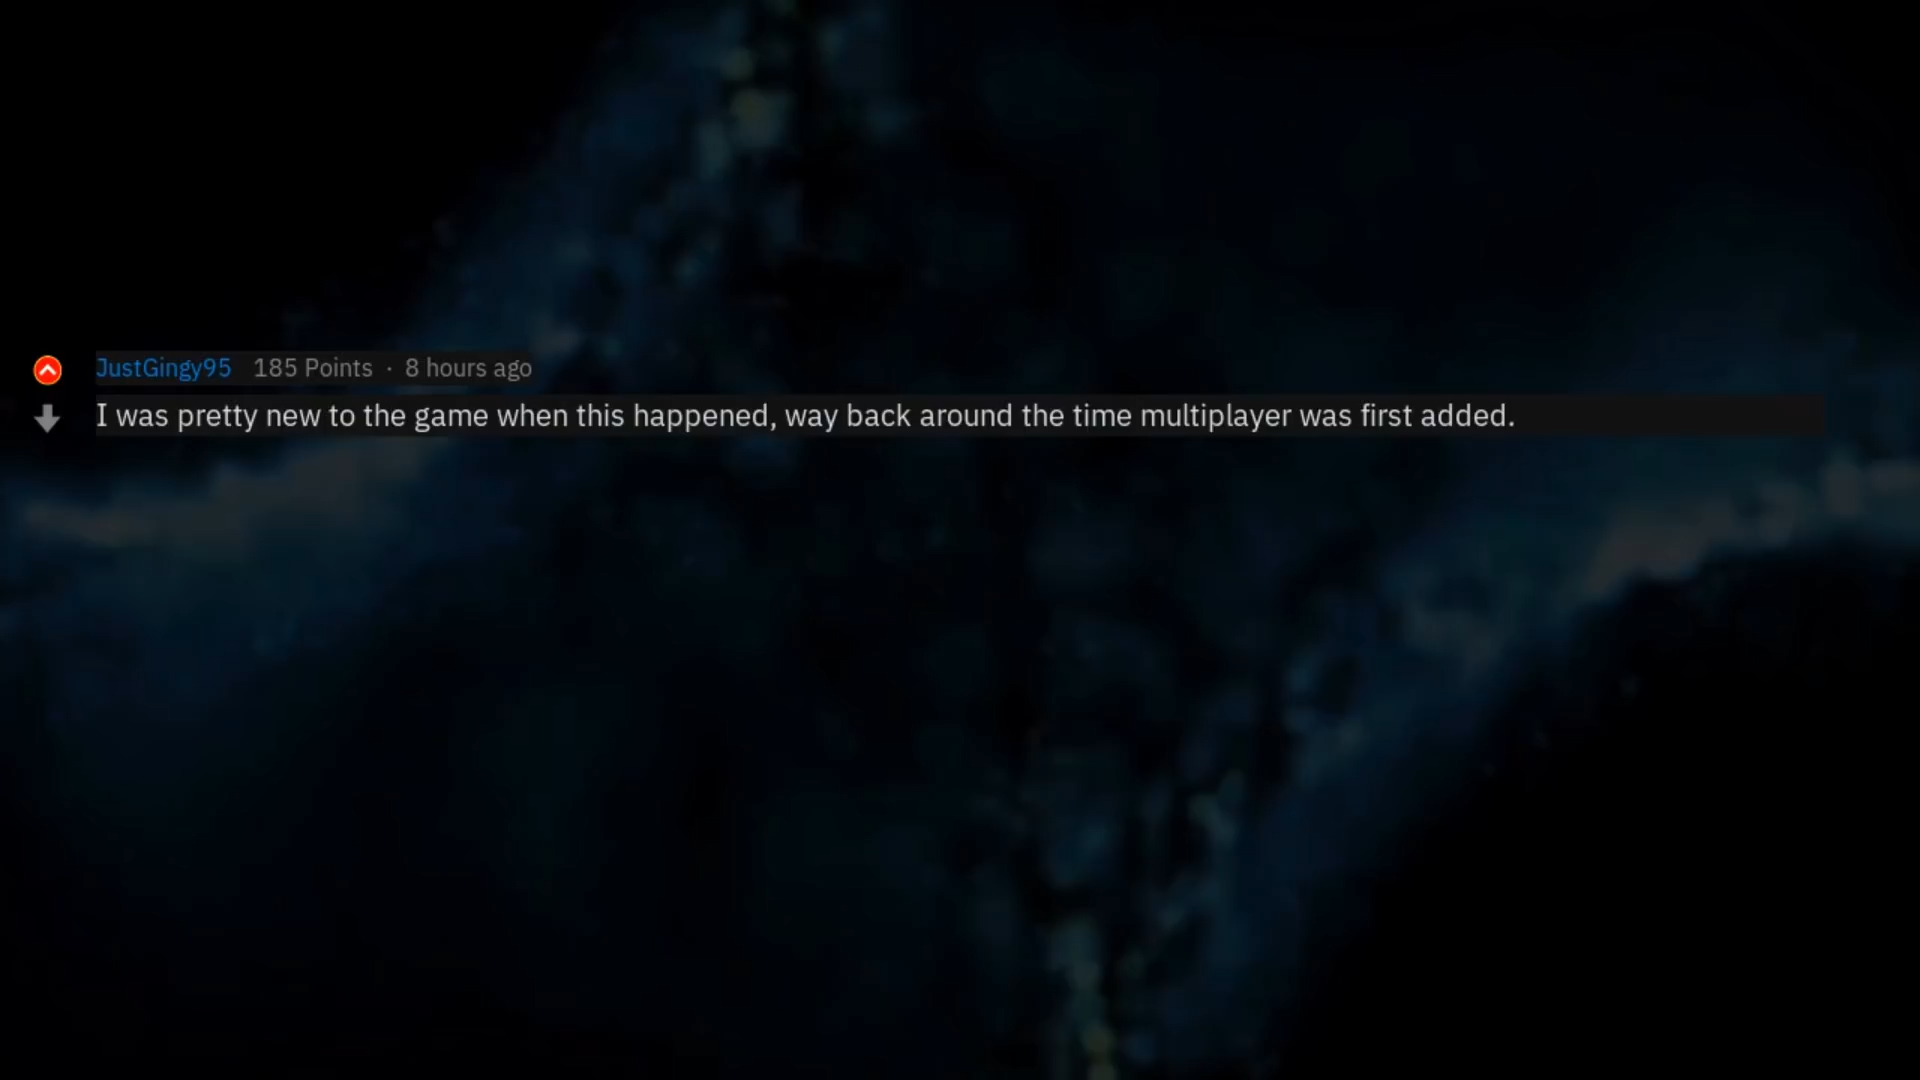 JustGingy95 185 Points · 8 hours ago
I was pretty new to the game when this happened, way back around the time multiplayer was first added.